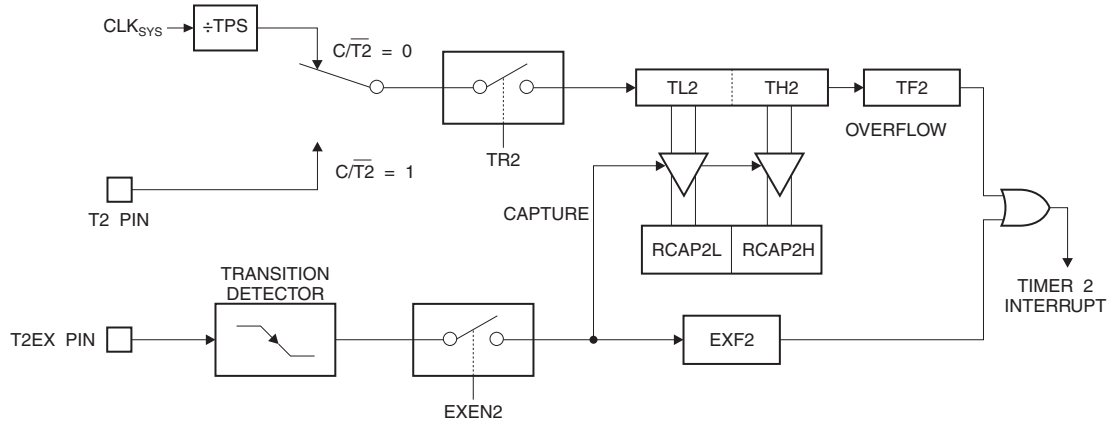 CLKSYS
÷TPS
C/T2 = 0
TL2
TH2
TF2
OVERFLOW
TR2
C/T2 = 1
T2 PIN
CAPTURE
RCAP2L
RCAP2H
TIMER 2
INTERRUPT
TRANSITION
DETECTOR
T2EX PIN
EXF2
EXEN2